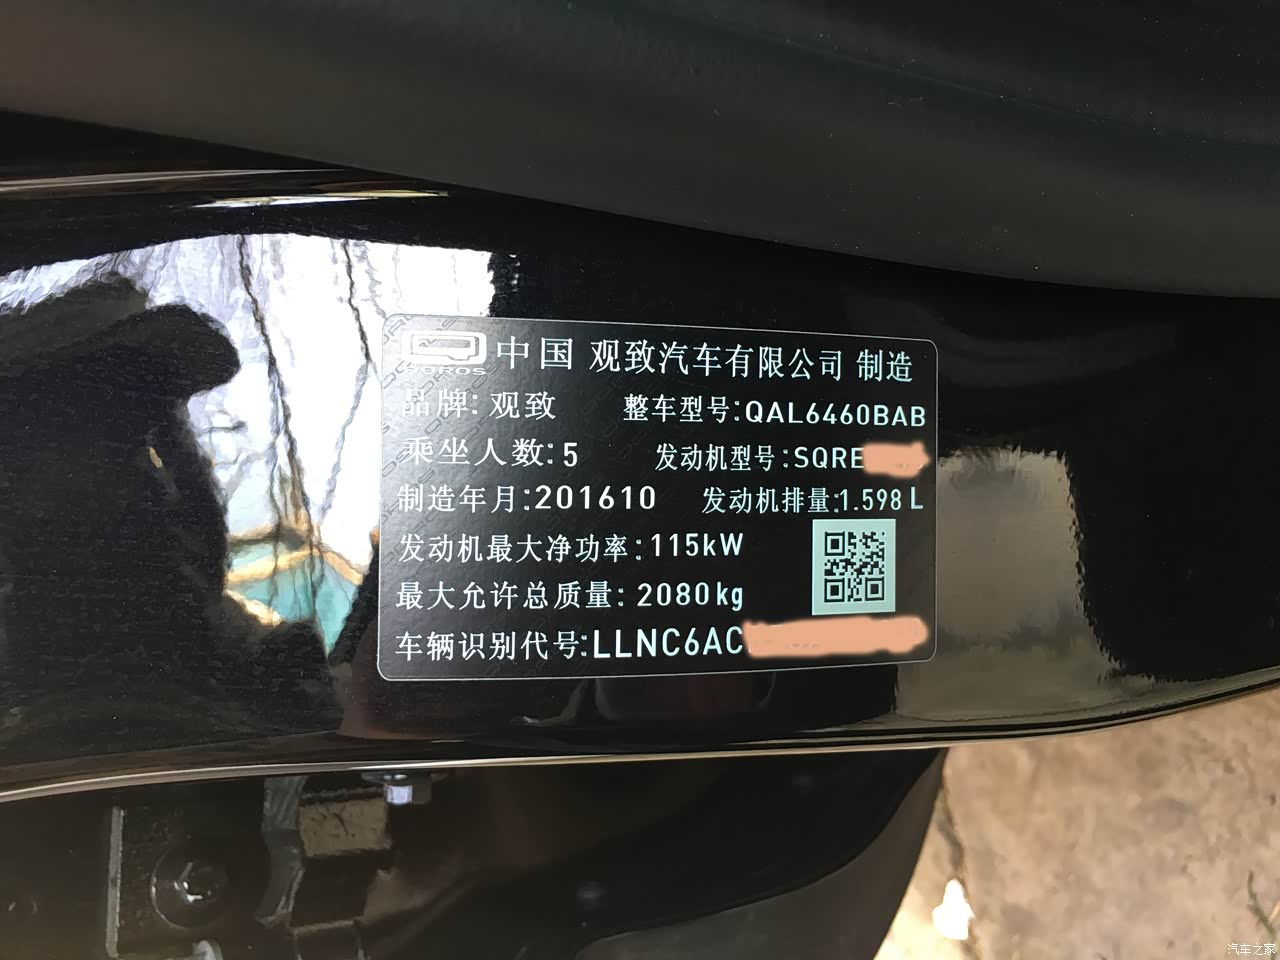 QOROS 中国 观致汽车有限公司 制造
品牌: 观致 整车型号:QAL6460BAB
乘坐人数:5 发动机型号:SQRE
制造年月:201610 发动机排量:1.598 L
发动机最大净功率:115kW
最大允许总质量: 2080kg
车辆识别代号:LLNC6AC
汽车之家